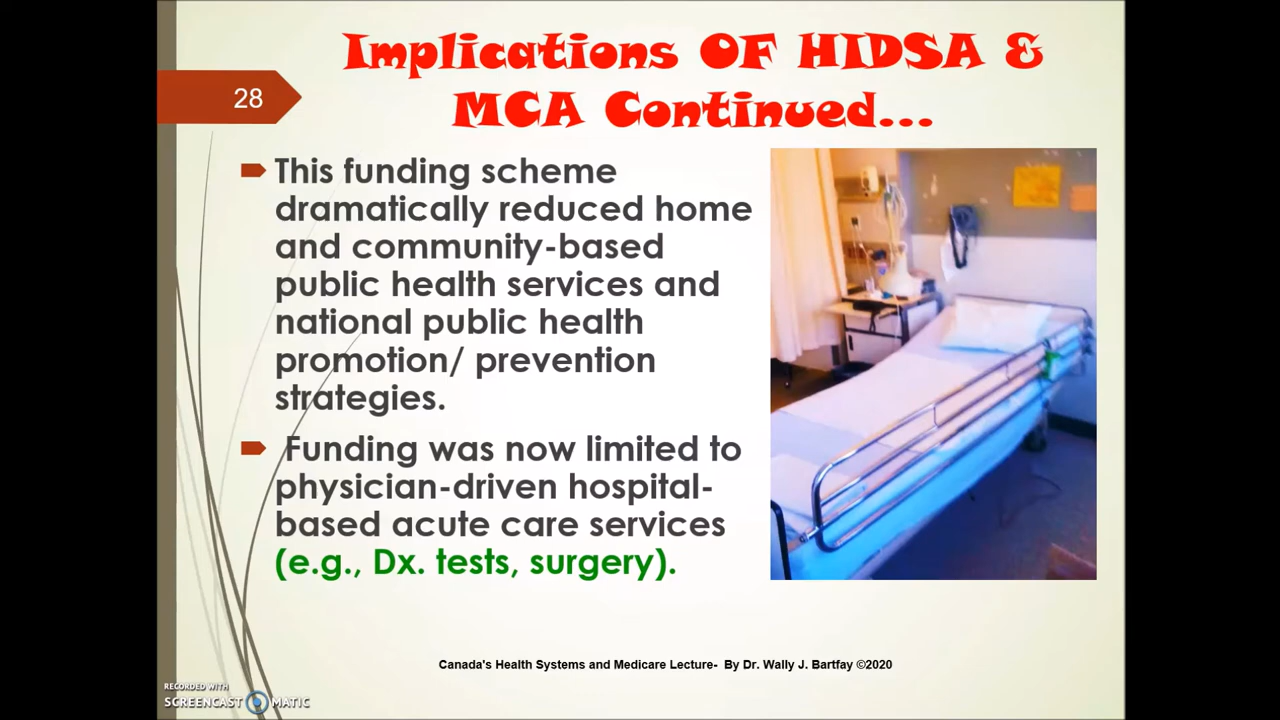 Implications OF HIDSA &
MCA Continued...
28
This funding scheme
dramatically reduced home
and community-based
public health services and
national public health
promotion/ prevention
strategies.
Funding was now limited to
physician-driven hospital-
based acute care services
(e.g., Dx. tests, surgery).
Canada's Health Systems and Medicare Lecture- By Dr. Wally J. Bartfay ©2020
RECORDED WITH
SCREENCAST MATIC